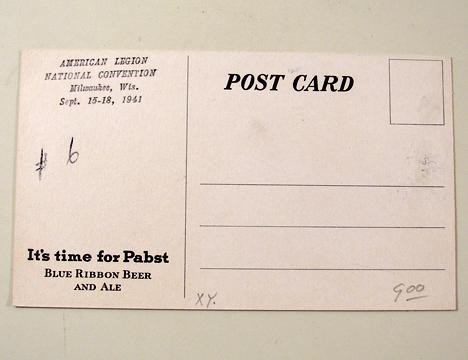 AMERICAN LEGION
NATIONAL CONVENTION
Milwaukee, Wis.
Sept. 15-18, 1941
POST CARD
# 6
It's time for Pabst
BLUE RIBBON BEER
AND ALE
XY.
900